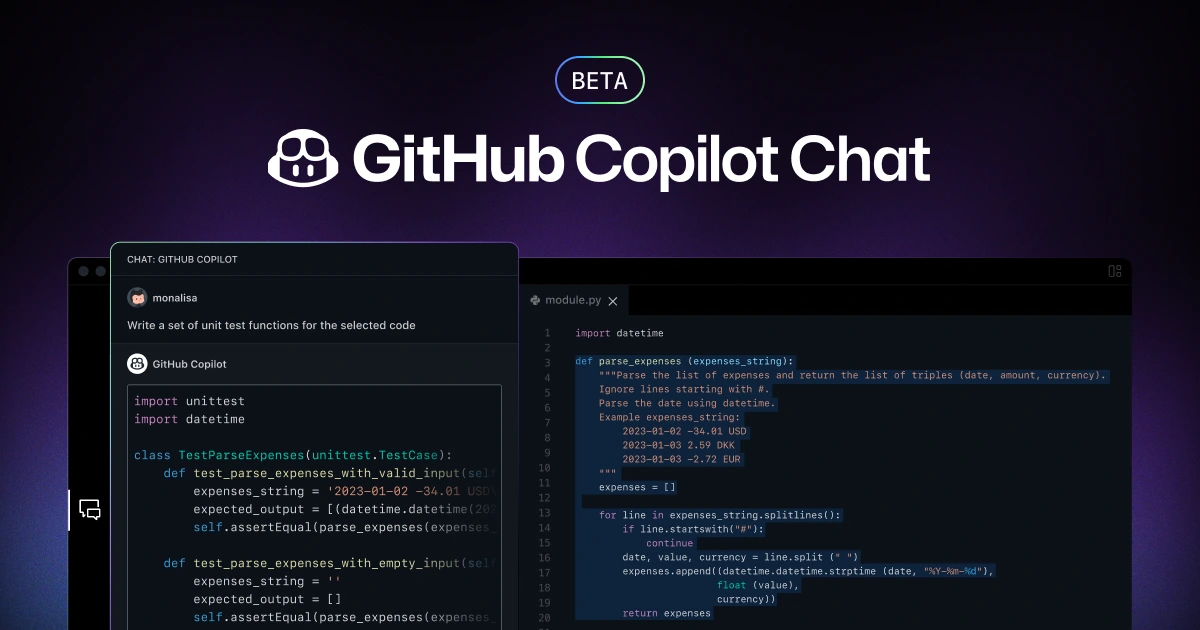 BETA
GitHub Copilot Chat
CHAT: GITHUB COPILOT
monalisa
Write a set of unit test functions for the selected code
GitHub Copilot
import unittest
import datetime
class TestParseExpenses(unittest.TestCase):
def test_parse_expenses_with_valid_input(self
expenses_string = '2023-01-02 -34.01 USD\
expected_output = [(datetime.datetime(202
self.assertEqual(parse_expenses(expenses_
def test_parse_expenses_with_empty_input(self
expenses_string = ''
expected_output = []
self.assertEqual(parse_expenses(expenses_
module.py
1 import datetime
2
3 def parse_expenses (expenses_string):
4 """Parse the list of expenses and return the list of triples (date, amount, currency).
5 Ignore lines starting with #.
6 Parse the date using datetime.
7 Example expenses_string:
8 2023-01-02 -34.01 USD
9 2023-01-03 2.59 DKK
10 2023-01-03 -2.72 EUR
11 """
12 expenses = []
13
14 for line in expenses_string.splitlines():
15 if line.startswith("#"):
16 continue
17 date, value, currency = line.split (" ")
18 expenses.append((datetime.datetime.strptime (date, "%Y-%m-%d"),
19 float (value),
20 currency))
return expenses